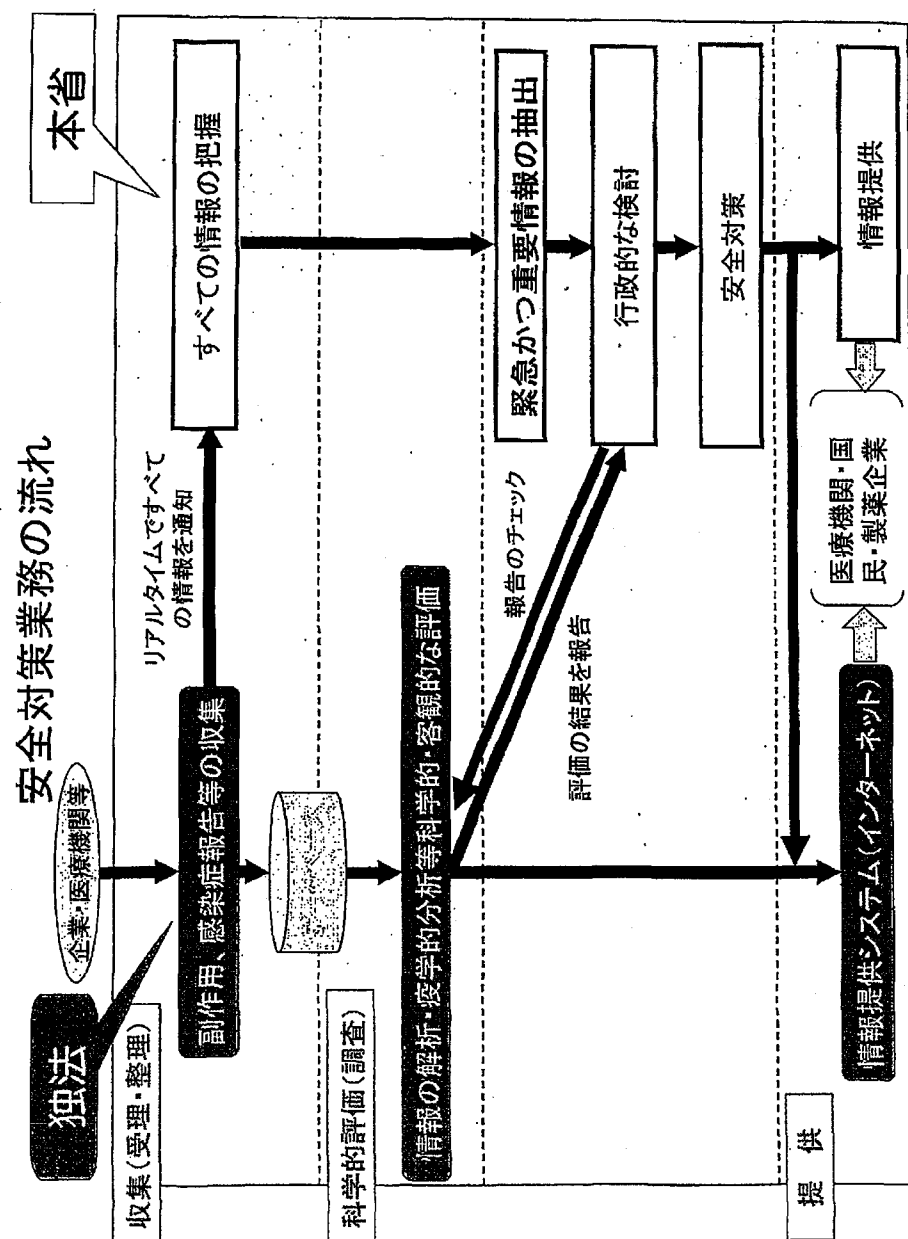 安全対策業務の流れ
企業・医療機関等
独法
本省
収集(受理・整理)
副作用、感染症報告等の収集
リアルタイムですべて
の情報を通知
すべての情報の把握
科学的評価(調査)
情報の解析・疫学的分析等科学的・客観的な評価
緊急かつ重要情報の抽出
報告のチェック
評価の結果を報告
行政的な検討
安全対策
提 供
情報提供システム(インターネット)
医療機関・国
民・製薬企業
情報提供